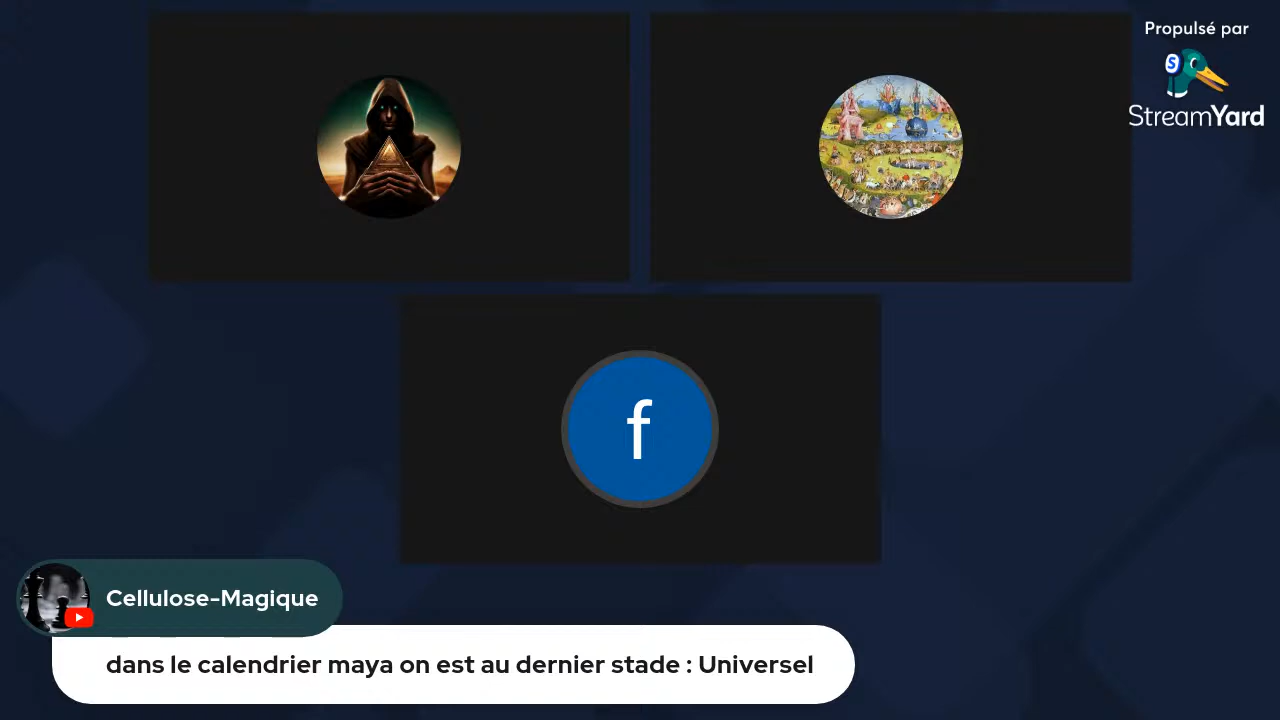 Propulsé par
S
StreamYard
f
Cellulose-Magique
dans le calendrier maya on est au dernier stade : Universel